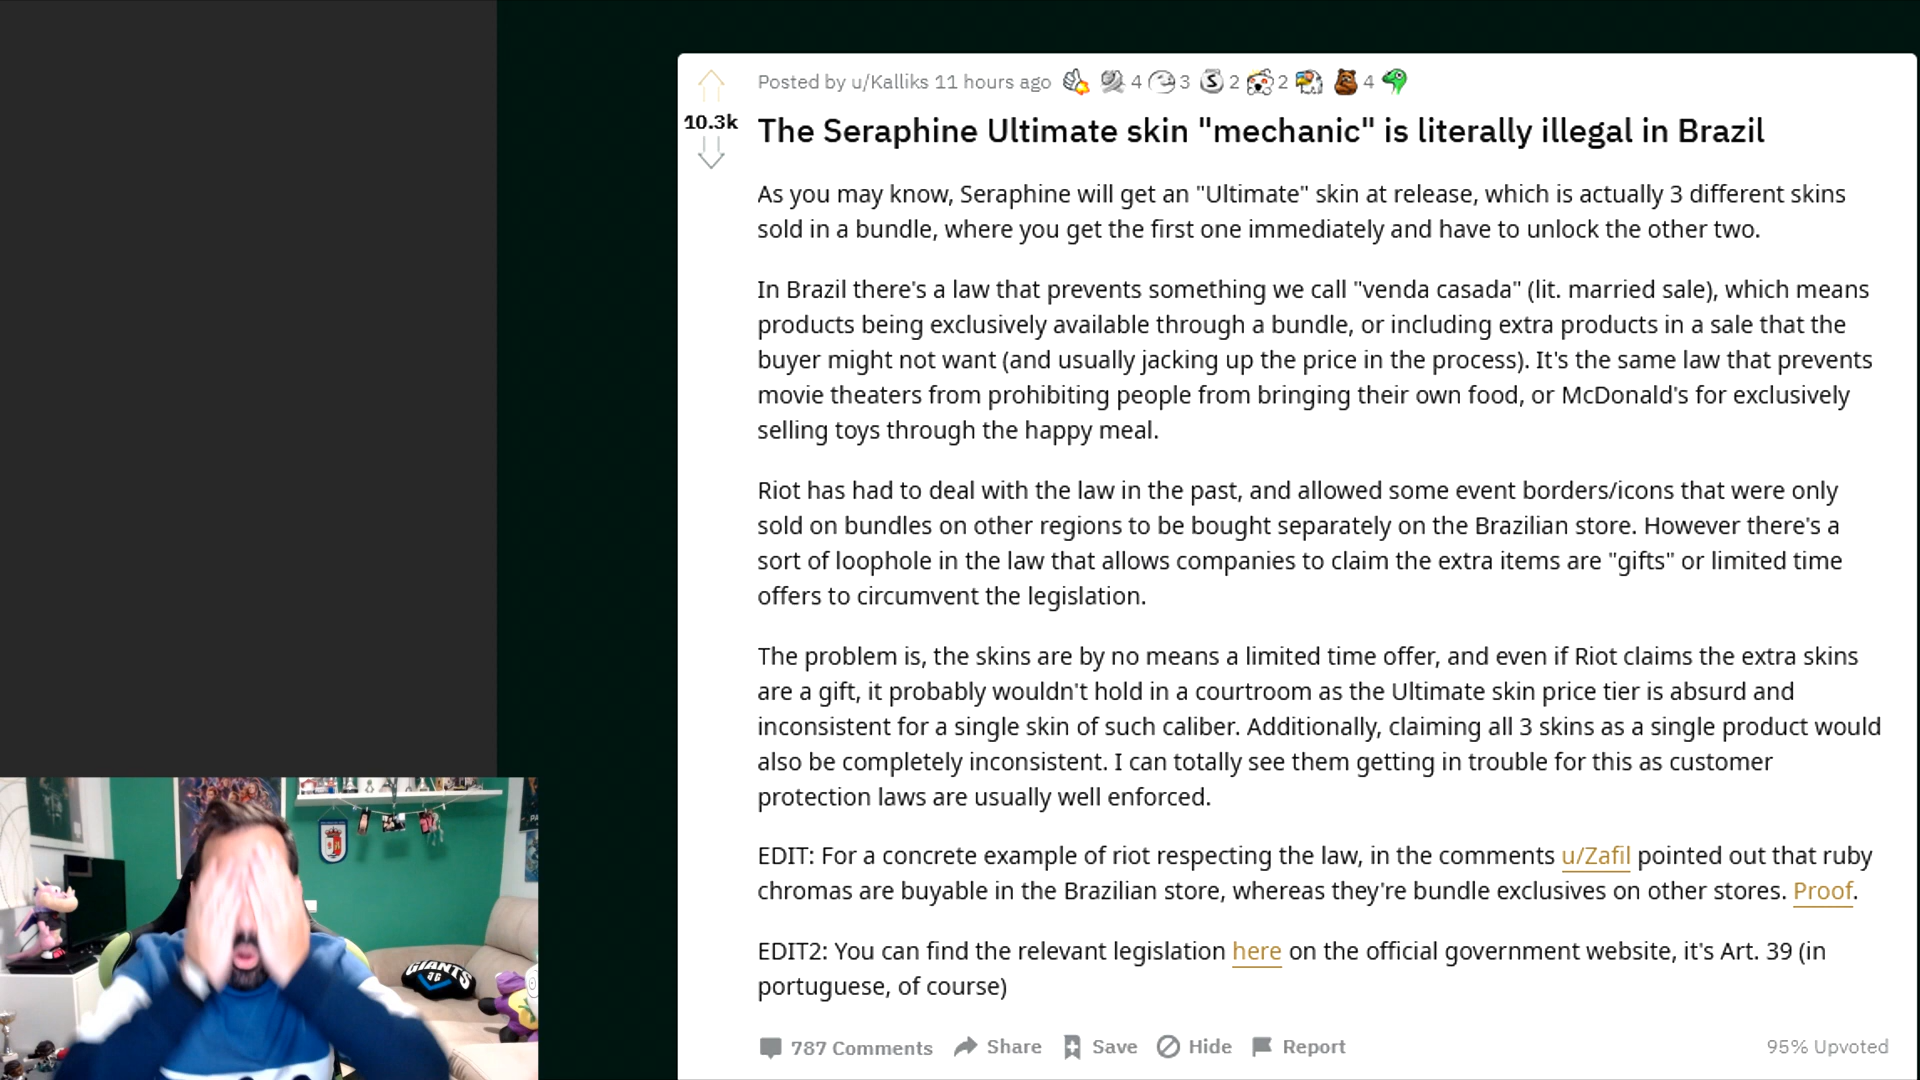 Posted by u/Kalliks 11 hours ago 4 3 2 2 4
10.3k
The Seraphine Ultimate skin "mechanic" is literally illegal in Brazil
As you may know, Seraphine will get an "Ultimate" skin at release, which is actually 3 different skins
sold in a bundle, where you get the first one immediately and have to unlock the other two.
In Brazil there's a law that prevents something we call "venda casada" (lit. married sale), which means
products being exclusively available through a bundle, or including extra products in a sale that the
buyer might not want (and usually jacking up the price in the process). It's the same law that prevents
movie theaters from prohibiting people from bringing their own food, or McDonald's for exclusively
selling toys through the happy meal.
Riot has had to deal with the law in the past, and allowed some event borders/icons that were only
sold on bundles on other regions to be bought separately on the Brazilian store. However there's a
sort of loophole in the law that allows companies to claim the extra items are "gifts" or limited time
offers to circumvent the legislation.
The problem is, the skins are by no means a limited time offer, and even if Riot claims the extra skins
are a gift, it probably wouldn't hold in a courtroom as the Ultimate skin price tier is absurd and
inconsistent for a single skin of such caliber. Additionally, claiming all 3 skins as a single product would
also be completely inconsistent. I can totally see them getting in trouble for this as customer
protection laws are usually well enforced.
EDIT: For a concrete example of riot respecting the law, in the comments u/Zafil pointed out that ruby
chromas are buyable in the Brazilian store, whereas they're bundle exclusives on other stores. Proof.
EDIT2: You can find the relevant legislation here on the official government website, it's Art. 39 (in
portuguese, of course)
787 Comments Share Save Hide Report 95% Upvoted
GIANTS